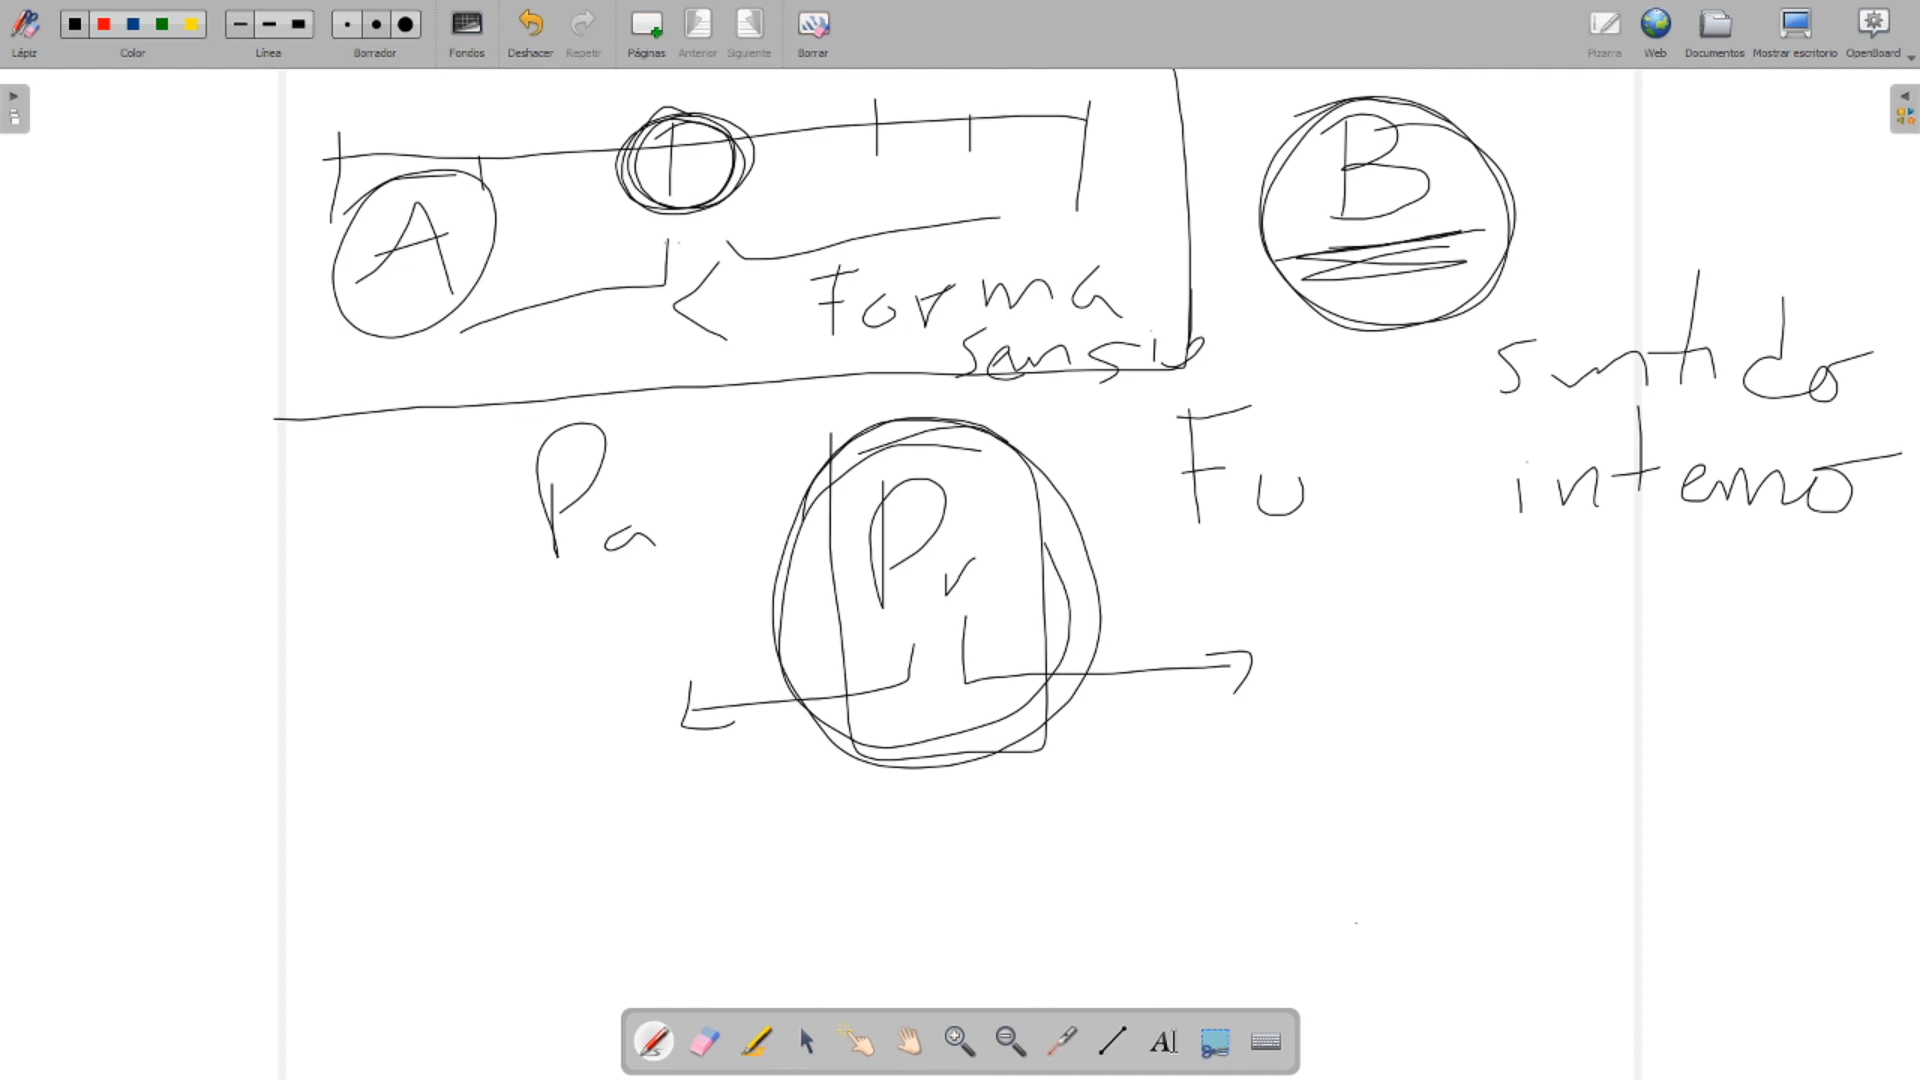 Lápiz Color Línea Borrador Fondos Deshacer Repetir Páginas Anterior Siguiente Borrar Pizarra Web Documentos Mostrar escritorio OpenBoard
A
B
Forma
sentido
interno
Pa
Pr
Fu
AI